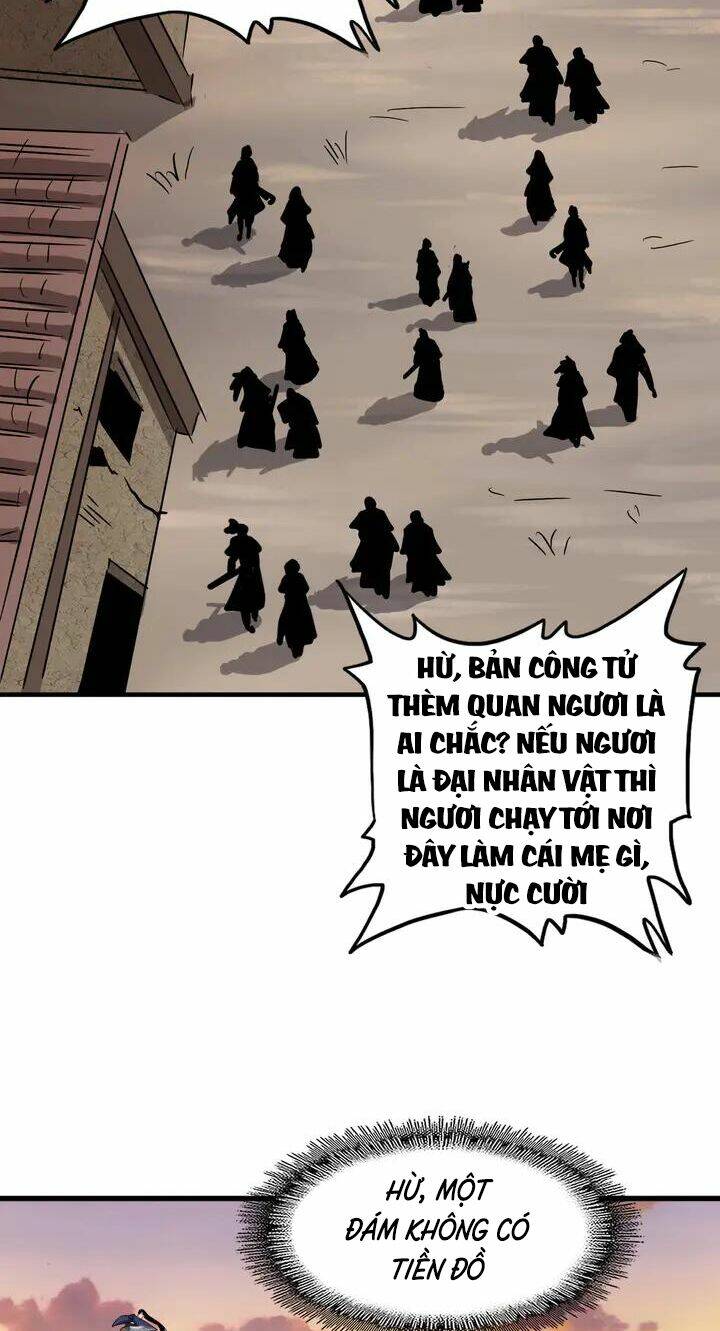 HỪ, BẢN CÔNG TỬ
THÈM QUAN NGƯƠI LÀ
AI CHẮC? NẾU NGƯƠI
LÀ ĐẠI NHÂN VẬT THÌ
NGƯƠI CHẠY TỚI NƠI
ĐÂY LÀM CÁI MẸ GÌ,
NỰC CƯỜI
HỪ, MỘT
ĐÁM KHÔNG CÓ
TIỀN ĐỒ